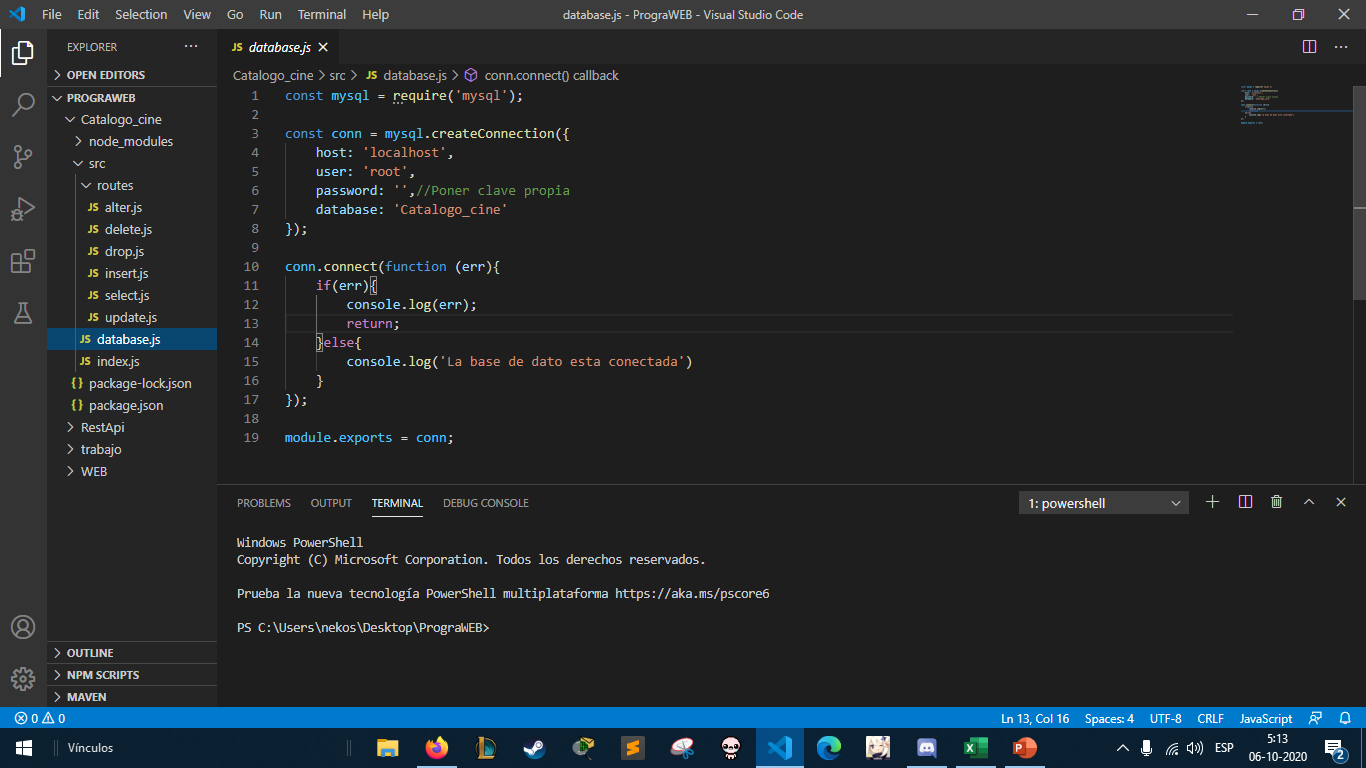 File Edit Selection View Go Run Terminal Help
database.js - PrograWEB - Visual Studio Code
EXPLORER
OPEN EDITORS
PROGRAWEB
Catalogo_cine
node_modules
src
routes
JS alter.js
JS delete.js
JS drop.js
JS insert.js
JS select.js
JS update.js
JS database.js
JS index.js
{} package-lock.json
{} package.json
RestApi
trabajo
WEB
OUTLINE
NPM SCRIPTS
MAVEN
JS database.js
Catalogo_cine > src > JS database.js > conn.connect() callback
1 const mysql = require('mysql');
2
3 const conn = mysql.createConnection({
4 host: 'localhost',
5 user: 'root',
6 password: '',//Poner clave propia
7 database: 'Catalogo_cine'
8 });
9
10 conn.connect(function (err){
11 if(err){
12 console.log(err);
13 return;
14 }else{
15 console.log('La base de dato esta conectada')
16 }
17 });
18
19 module.exports = conn;
PROBLEMS OUTPUT TERMINAL DEBUG CONSOLE
1: powershell
Windows PowerShell
Copyright (C) Microsoft Corporation. Todos los derechos reservados.
Prueba la nueva tecnología PowerShell multiplataforma https://aka.ms/pscore6
PS C:\Users\nekos\Desktop\PrograWEB>
0 0
Ln 13, Col 16 Spaces: 4 UTF-8 CRLF JavaScript
Vínculos
ESP
5:13
06-10-2020
2